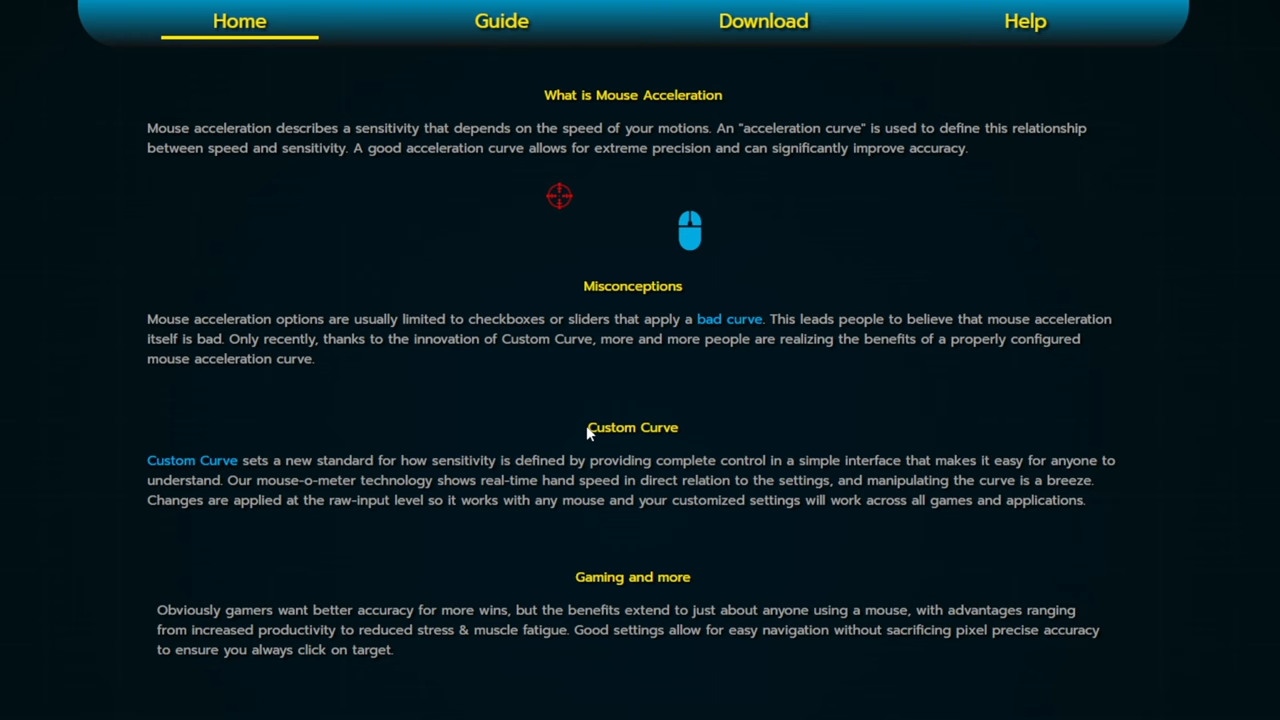 Home Guide Download Help
What is Mouse Acceleration
Mouse acceleration describes a sensitivity that depends on the speed of your motions. An "acceleration curve" is used to define this relationship
between speed and sensitivity. A good acceleration curve allows for extreme precision and can significantly improve accuracy.
Misconceptions
Mouse acceleration options are usually limited to checkboxes or sliders that apply a bad curve. This leads people to believe that mouse acceleration
itself is bad. Only recently, thanks to the innovation of Custom Curve, more and more people are realizing the benefits of a properly configured
mouse acceleration curve.
Custom Curve
Custom Curve sets a new standard for how sensitivity is defined by providing complete control in a simple interface that makes it easy for anyone to
understand. Our mouse-o-meter technology shows real-time hand speed in direct relation to the settings, and manipulating the curve is a breeze.
Changes are applied at the raw-input level so it works with any mouse and your customized settings will work across all games and applications.
Gaming and more
Obviously gamers want better accuracy for more wins, but the benefits extend to just about anyone using a mouse, with advantages ranging
from increased productivity to reduced stress & muscle fatigue. Good settings allow for easy navigation without sacrificing pixel precise accuracy
to ensure you always click on target.